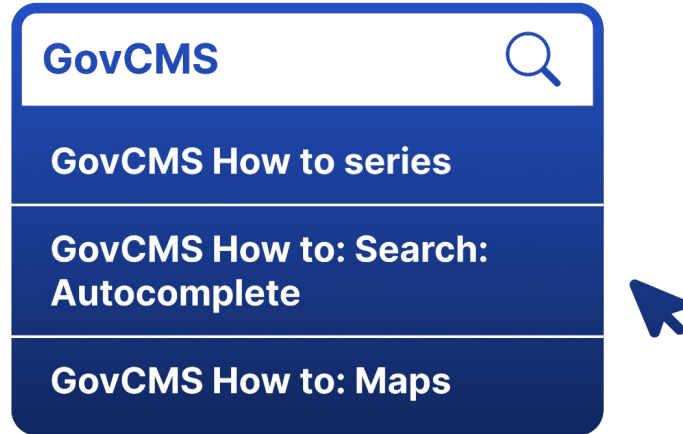 GovCMS
GovCMS How to series
GovCMS How to: Search:
Autocomplete
GovCMS How to: Maps